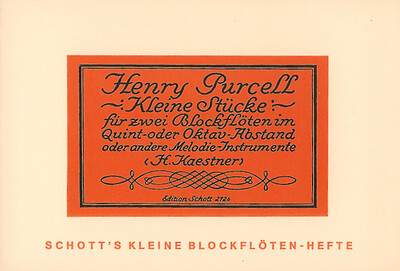 Henry Purcell
~: Kleine Stücke :~
für zwei Blockflöten im
Quint- oder Oktav-Abstand
oder andere Melodie-Instrumente
(H. Kaestner)
Edition Schott 2726
SCHOTT'S KLEINE BLOCKFLÖTEN-HEFTE